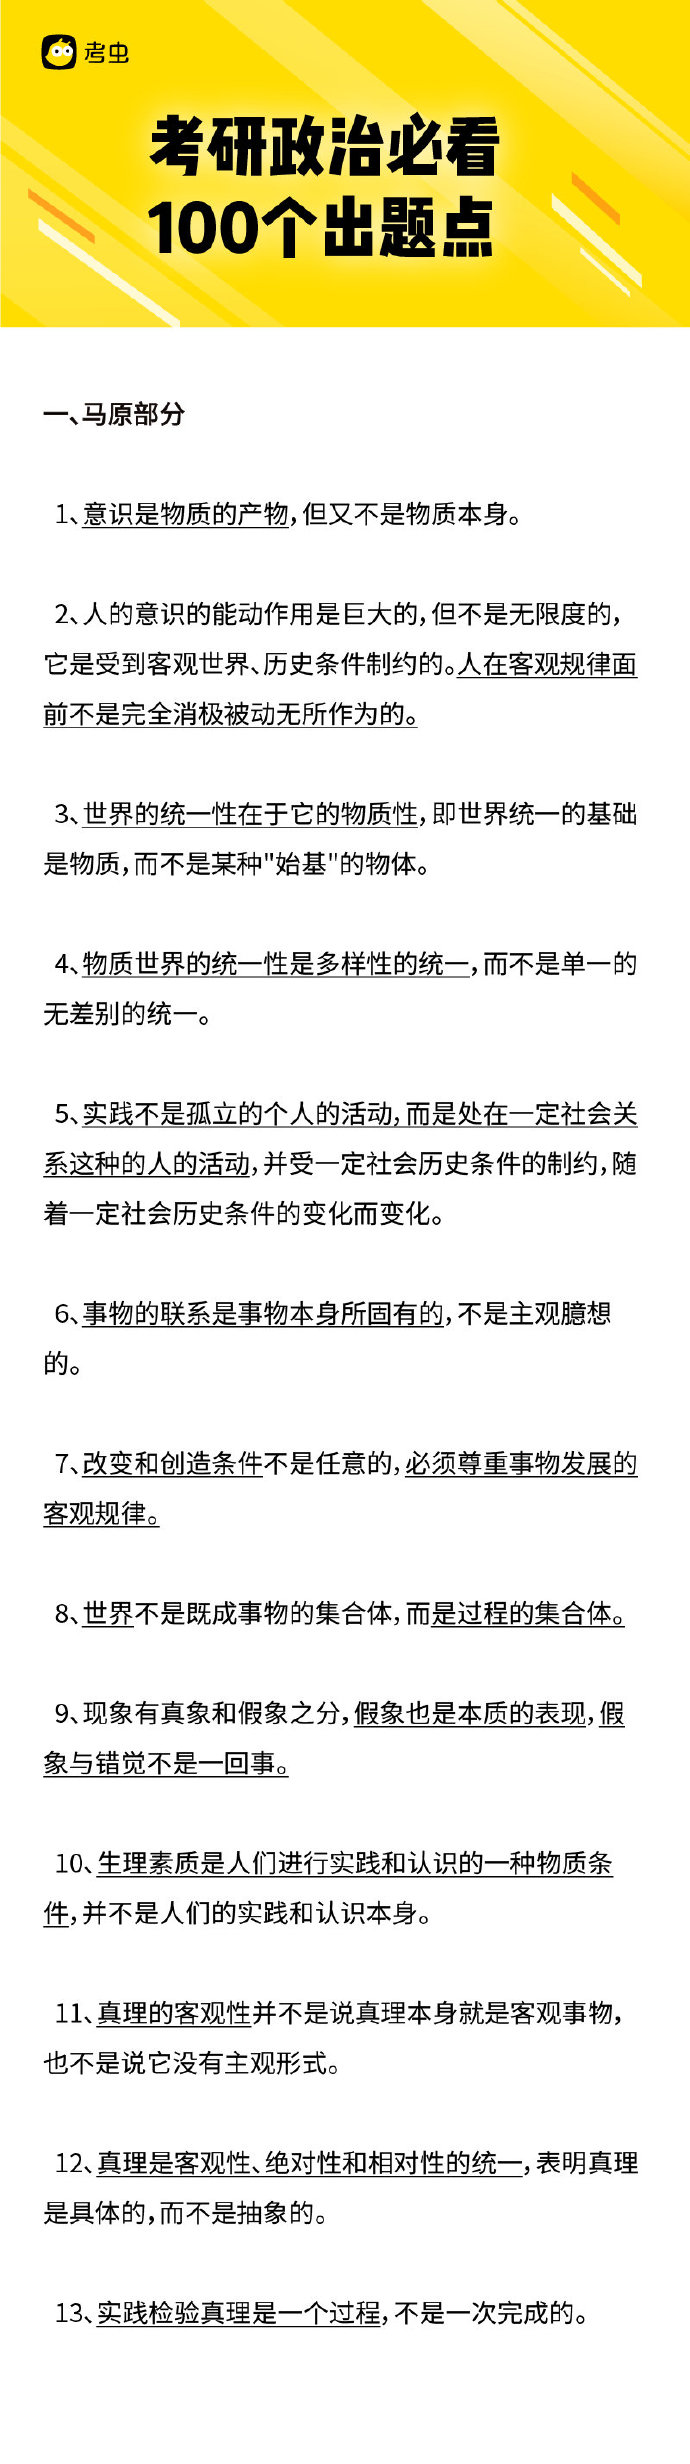 考虫
考研政治必看
100个出题点
一、马原部分
1、意识是物质的产物，但又不是物质本身。
2、人的意识的能动作用是巨大的，但不是无限度的，
它是受到客观世界、历史条件制约的。人在客观规律面
前不是完全消极被动无所作为的。
3、世界的统一性在于它的物质性，即世界统一的基础
是物质，而不是某种"始基"的物体。
4、物质世界的统一性是多样性的统一，而不是单一的
无差别的统一。
5、实践不是孤立的个人的活动，而是处在一定社会关
系这种的人的活动，并受一定社会历史条件的制约，随
着一定社会历史条件的变化而变化。
6、事物的联系是事物本身所固有的，不是主观臆想
的。
7、改变和创造条件不是任意的，必须尊重事物发展的
客观规律。
8、世界不是既成事物的集合体，而是过程的集合体。
9、现象有真象和假象之分，假象也是本质的表现，假
象与错觉不是一回事。
10、生理素质是人们进行实践和认识的一种物质条
件，并不是人们的实践和认识本身。
11、真理的客观性并不是说真理本身就是客观事物，
也不是说它没有主观形式。
12、真理是客观性、绝对性和相对性的统一，表明真理
是具体的，而不是抽象的。
13、实践检验真理是一个过程，不是一次完成的。